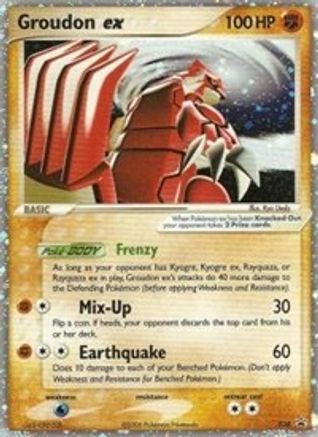 Groudon ex 100 HP
Illus. Ryo Ueda
BASIC
When Pokémon-ex has been Knocked Out
your opponent takes 2 Prize cards.
Poké-BODY Frenzy
As long as your opponent has Kyogre, Kyogre ex, Rayquaza, or
Rayquaza ex in play, Groudon ex's attacks do 40 more damage to
the Defending Pokémon (before applying Weakness and Resistance).
Mix-Up 30
Flip a coin. If heads, your opponent discards the top card from his
or her deck.
Earthquake 60
Does 10 damage to each of your Benched Pokémon. (Don't apply
Weakness and Resistance for Benched Pokémon.)
weakness resistance retreat cost